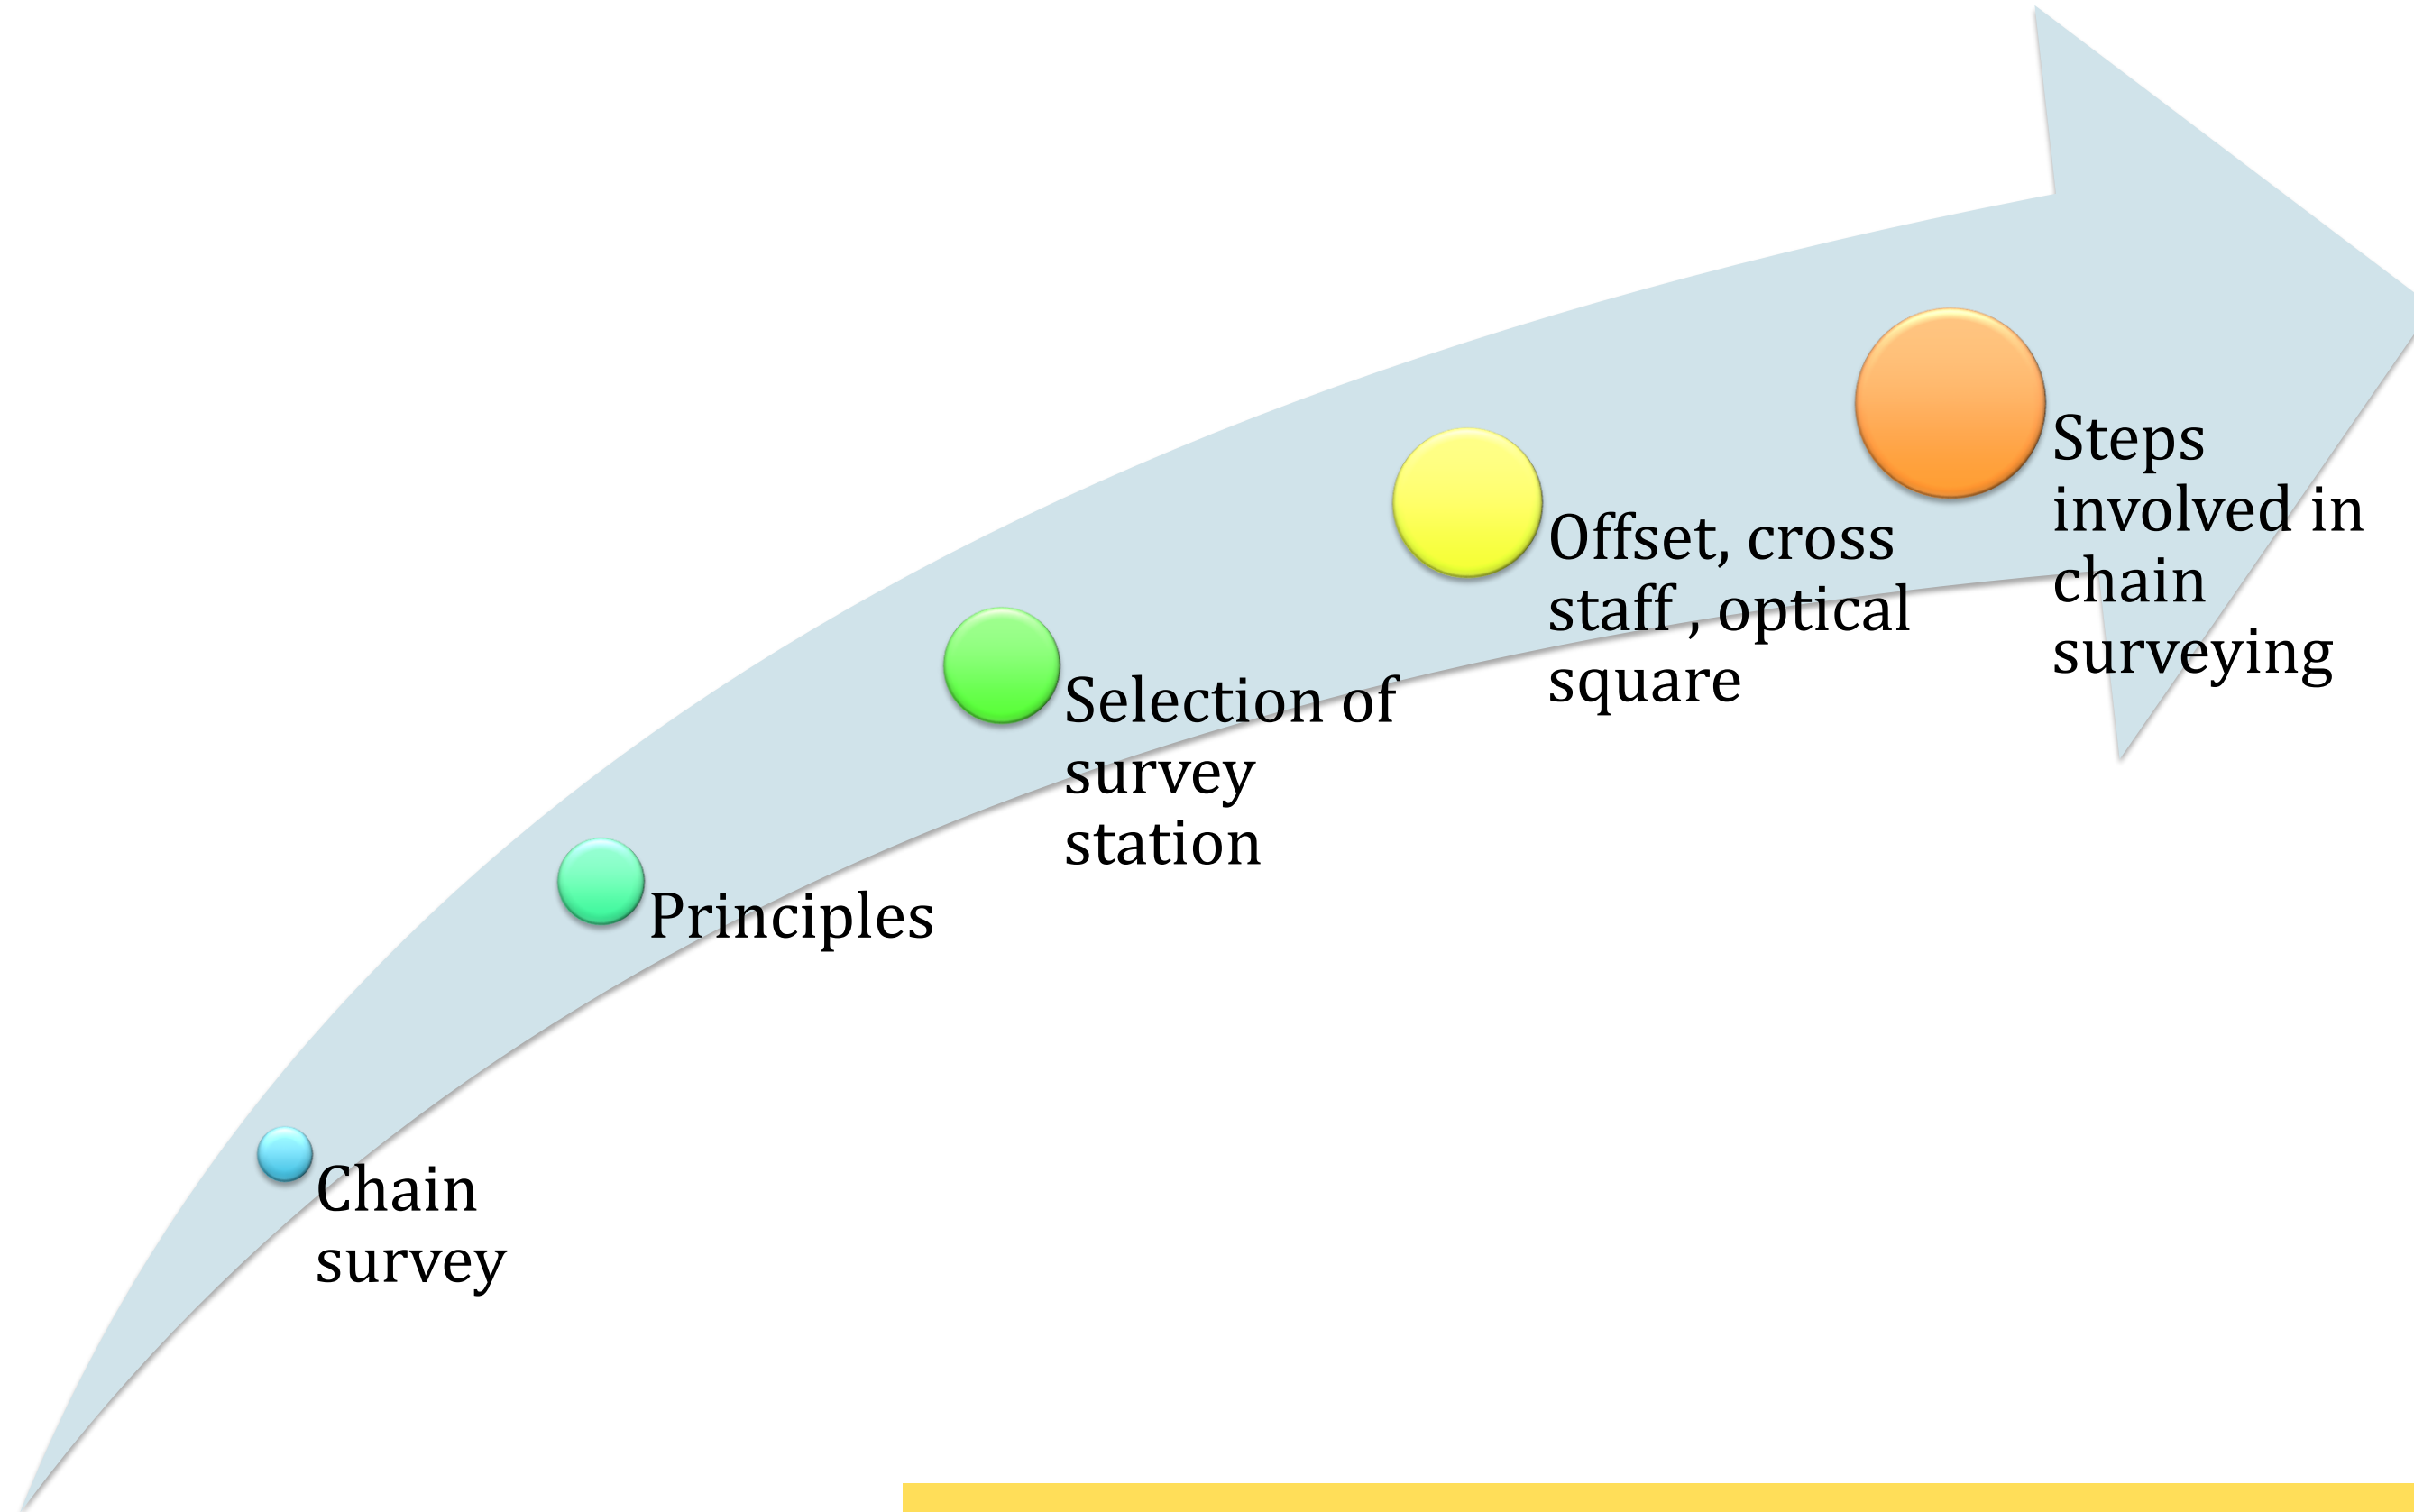 Chain
survey
Principles
Selection of
survey
station
Offset, cross
staff , optical
square
Steps
involved in
chain
surveying